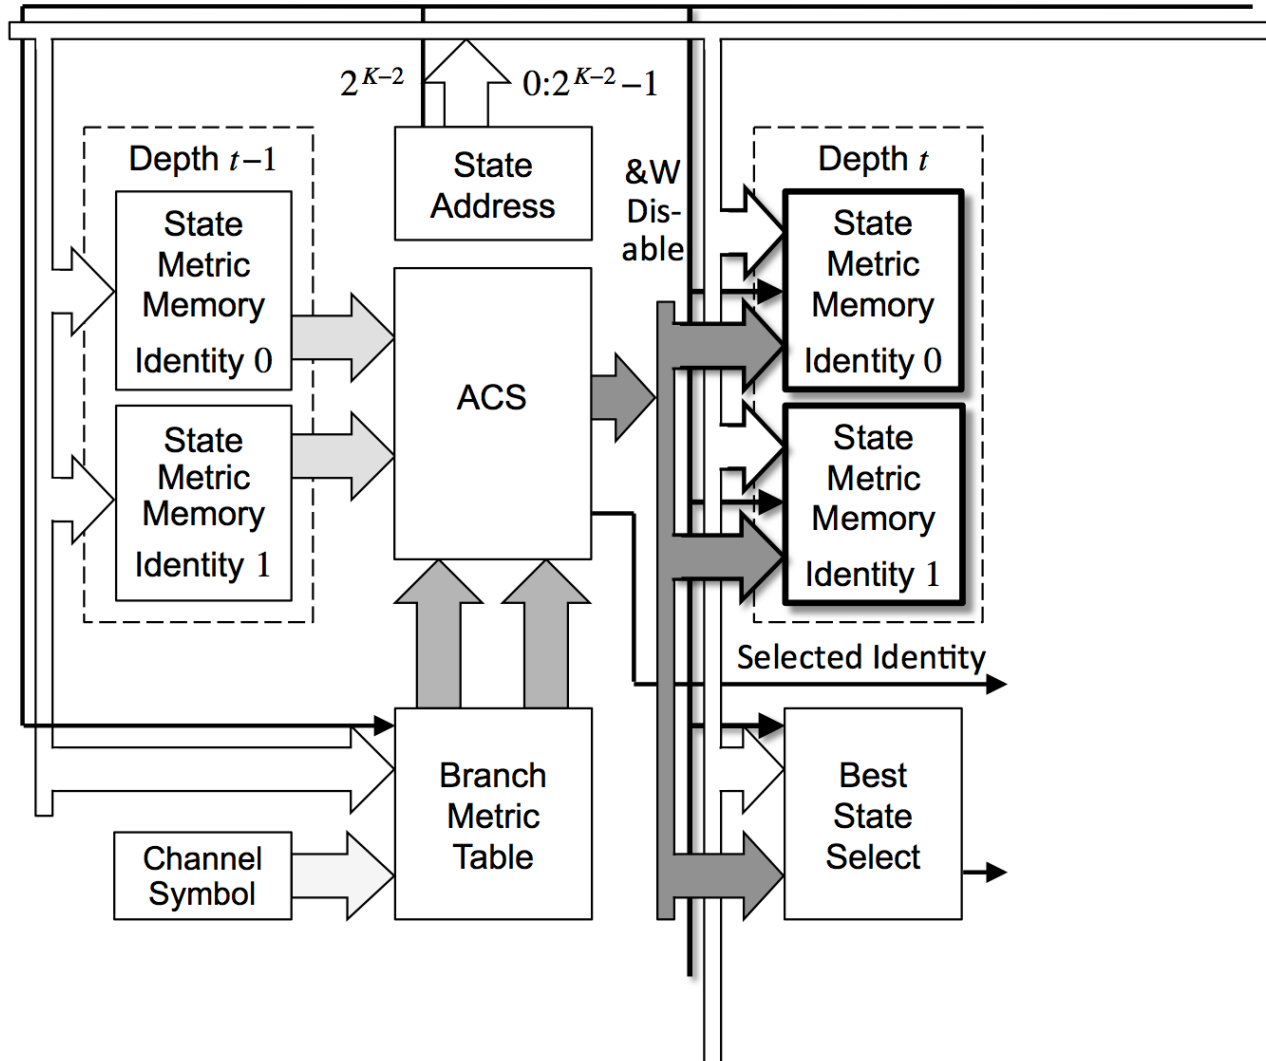 2^{K–2}
0:2^{K-2}–1
Depth t–1
State
Metric
Memory
Identity 0
State
Metric
Memory
Identity 1
State
Address
ACS
&W
Dis-
able
Depth t
State
Metric
Memory
Identity 0
State
Metric
Memory
Identity 1
Selected Identity
Branch
Metric
Table
Channel
Symbol
Best
State
Select